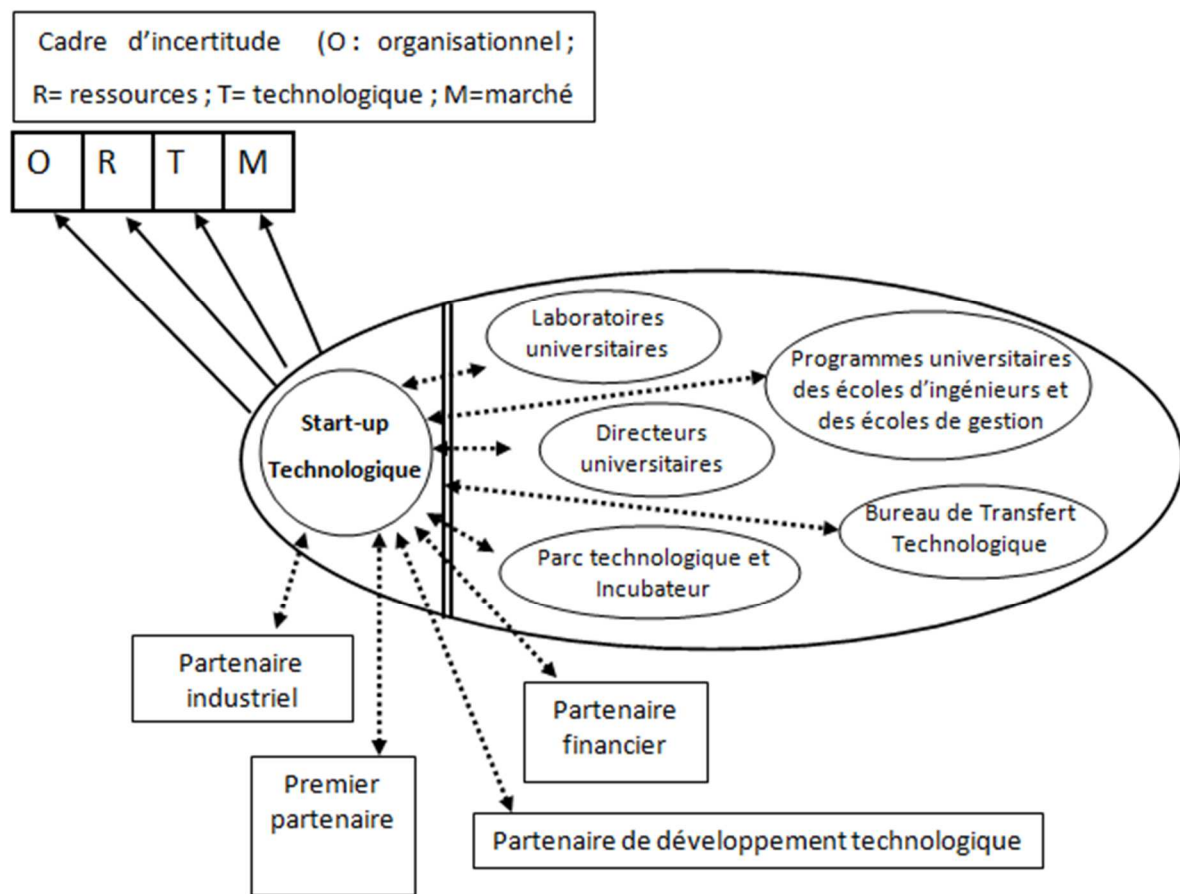 Cadre d'incertitude (O : organisationnel ;
R= ressources ; T= technologique ; M=marché
O R T M
Laboratoires
universitaires
Programmes universitaires
des écoles d'ingénieurs et
des écoles de gestion
Start-up
Technologique
Directeurs
universitaires
Bureau de Transfert
Technologique
Parc technologique et
Incubateur
Partenaire
industriel
Partenaire
financier
Premier
partenaire
Partenaire de développement technologique